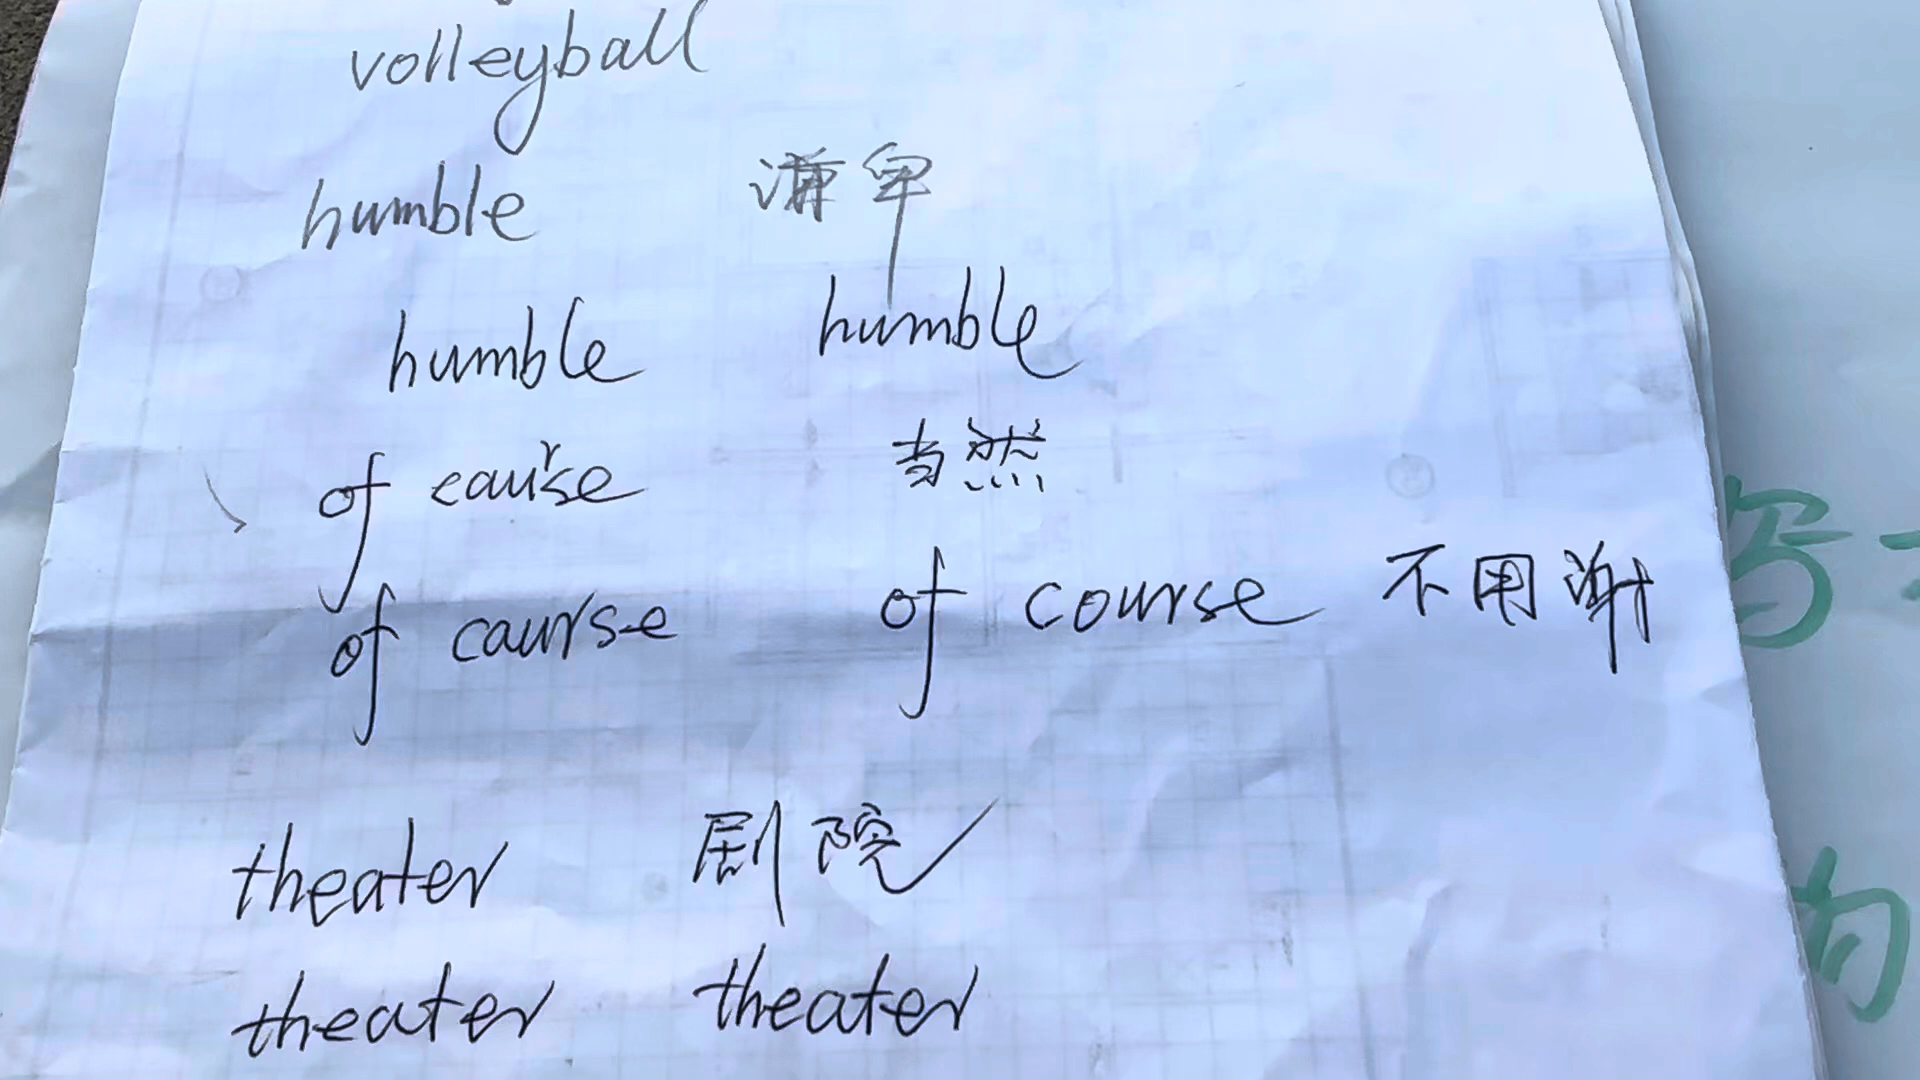 volleyball
humble 谦卑
humble humble
of caurse 当然
of caurse of course 不用谢
theater 剧院
theater theater